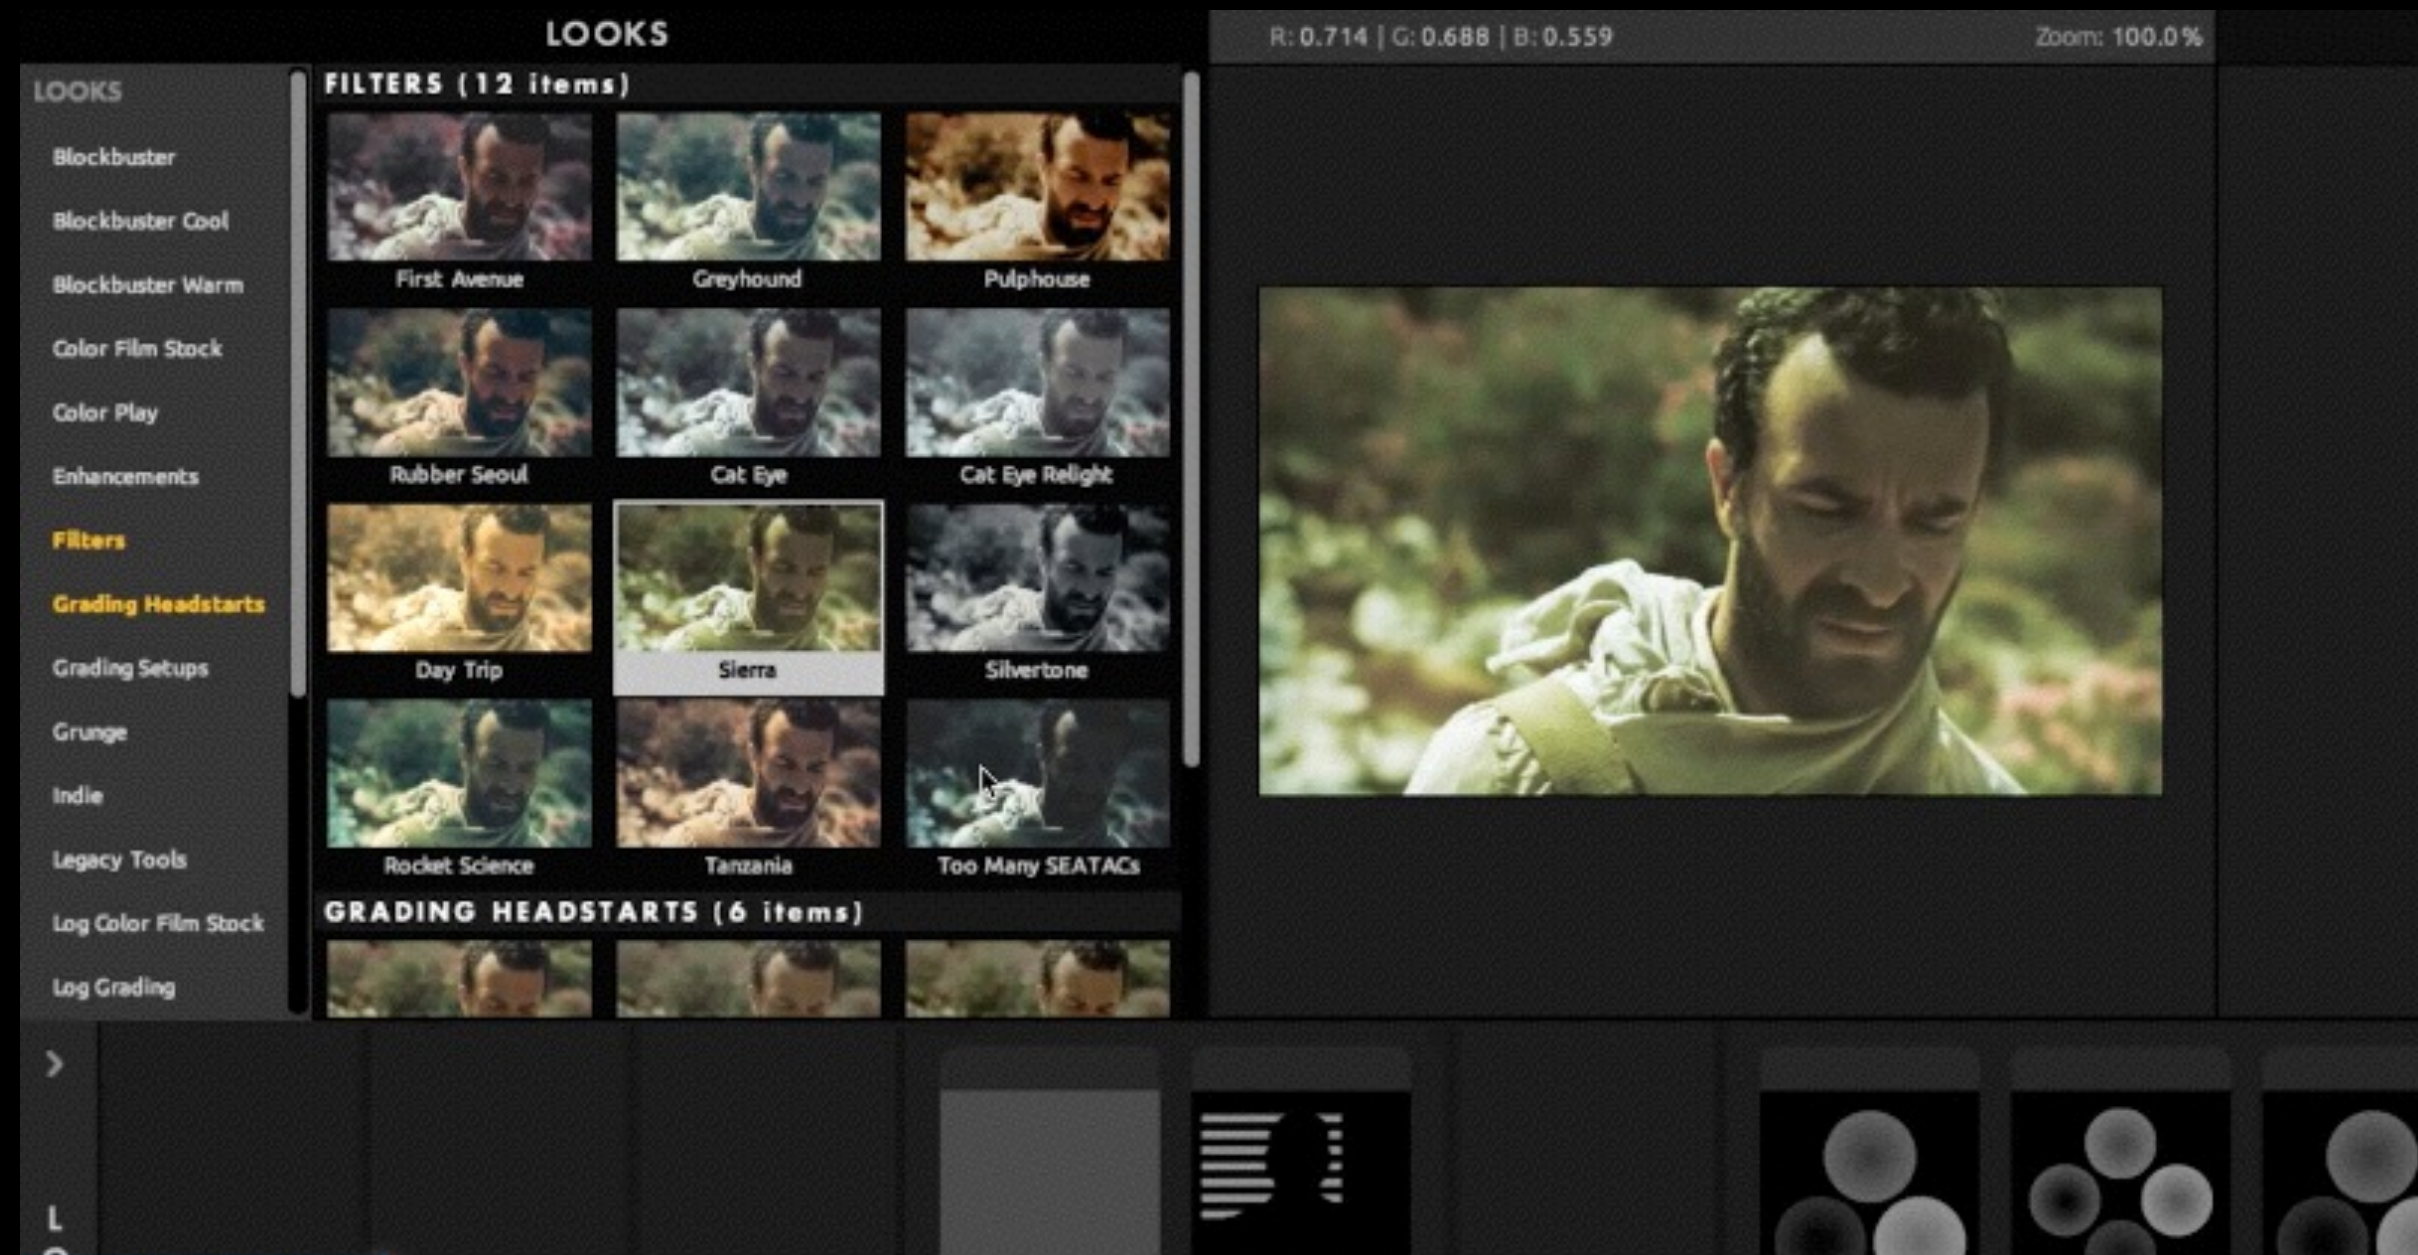 LOOKS
R: 0.714 | G: 0.688 | B: 0.559
Zoom: 100.0%
LOOKS
Blockbuster
Blockbuster Cool
Blockbuster Warm
Color Film Stock
Color Play
Enhancements
Filters
Grading Headstarts
Grading Setups
Grunge
Indie
Legacy Tools
Log Color Film Stock
Log Grading
FILTERS (12 items)
First Avenue
Greyhound
Pulphouse
Rubber Seoul
Cat Eye
Cat Eye Relight
Day Trip
Sierra
Silvertone
Rocket Science
Tanzania
Too Many SEATACs
GRADING HEADSTARTS (6 items)
L